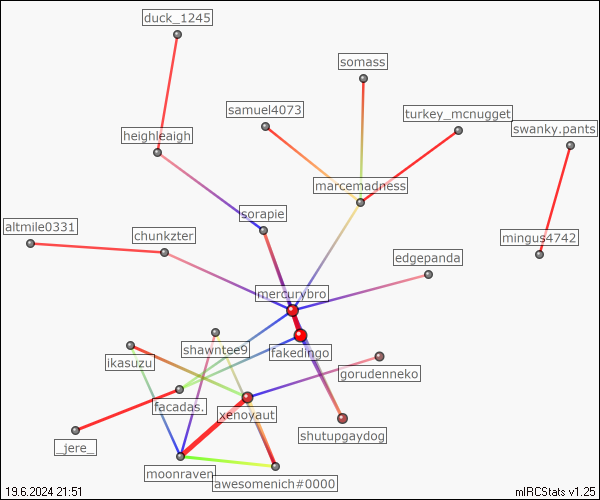 duck_1245
somass
samuel4073
turkey_mcnugget
swanky.pants
heighleaigh
marcemadness
sorapie
altmile0331
chunkzter
mingus4742
edgepanda
mercurybro
shawntee9
fakedingo
ikasuzu
gorudenneko
facadas.
xenoyaut
shutupgaydog
_jere_
moonraven
awesomenich#0000
19.6.2024 21:51
mIRCStats v1.25